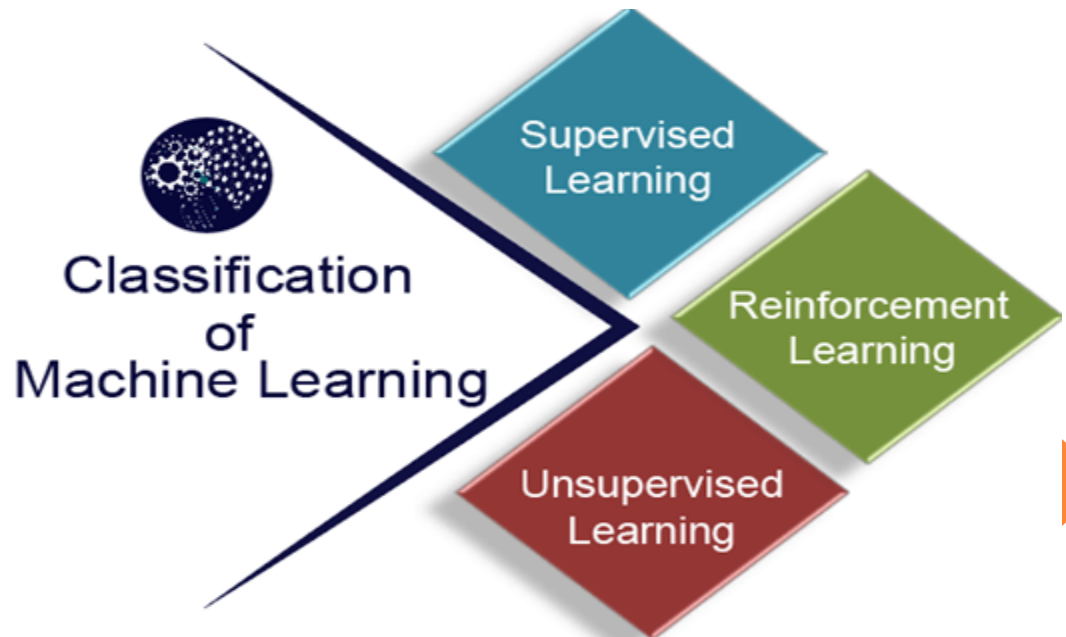 Classification
of
Machine Learning
Supervised
Learning
Reinforcement
Learning
Unsupervised
Learning